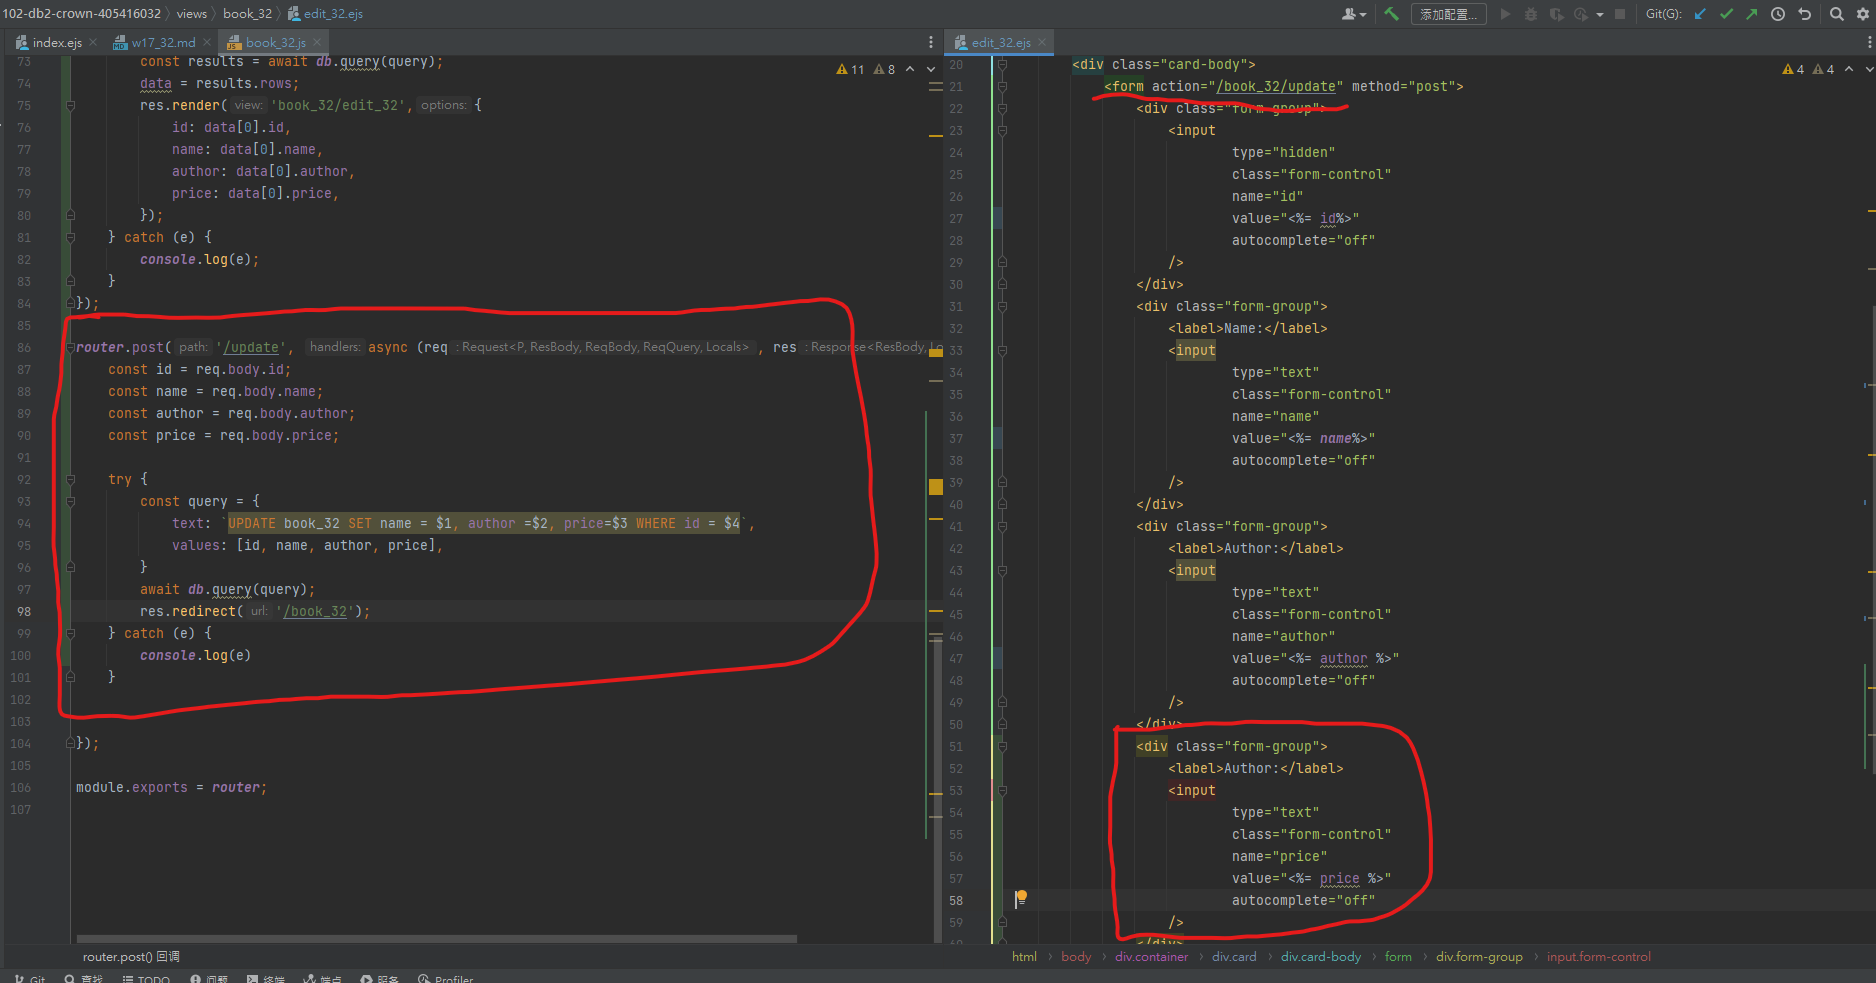 102-db2-crown-405416032 › views › book_32 › edit_32.ejs
添加配置...
Git(G):
index.ejs
w17_32.md
book_32.js
edit_32.ejs
11 8
4 4
73 const results = await db.query(query);
74 data = results.rows;
75 res.render( view: 'book_32/edit_32', options: {
76 id: data[0].id,
77 name: data[0].name,
78 author: data[0].author,
79 price: data[0].price,
80 });
81 } catch (e) {
82 console.log(e);
83 }
84 });
85
86 router.post( path: '/update', handlers: async (req : Request<P, ResBody, ReqBody, ReqQuery, Locals> , res : Response<ResBody, Lo
87 const id = req.body.id;
88 const name = req.body.name;
89 const author = req.body.author;
90 const price = req.body.price;
91
92 try {
93 const query = {
94 text: `UPDATE book_32 SET name = $1, author =$2, price=$3 WHERE id = $4`,
95 values: [id, name, author, price],
96 }
97 await db.query(query);
98 res.redirect( url: '/book_32');
99 } catch (e) {
100 console.log(e)
101 }
102
103
104 });
105
106 module.exports = router;
107
20 <div class="card-body">
21 <form action="/book_32/update" method="post">
22 <div class="form-group">
23 <input
24 type="hidden"
25 class="form-control"
26 name="id"
27 value="<%= id%>"
28 autocomplete="off"
29 />
30 </div>
31 <div class="form-group">
32 <label>Name:</label>
33 <input
34 type="text"
35 class="form-control"
36 name="name"
37 value="<%= name%>"
38 autocomplete="off"
39 />
40 </div>
41 <div class="form-group">
42 <label>Author:</label>
43 <input
44 type="text"
45 class="form-control"
46 name="author"
47 value="<%= author %>"
48 autocomplete="off"
49 />
50 </div>
51 <div class="form-group">
52 <label>Author:</label>
53 <input
54 type="text"
55 class="form-control"
56 name="price"
57 value="<%= price %>"
58 autocomplete="off"
59 />
60 </div>
router.post() 回调
html › body › div.container › div.card › div.card-body › form › div.form-group › input.form-control
Git 查找 TODO 问题 终端 端点 服务 Profiler